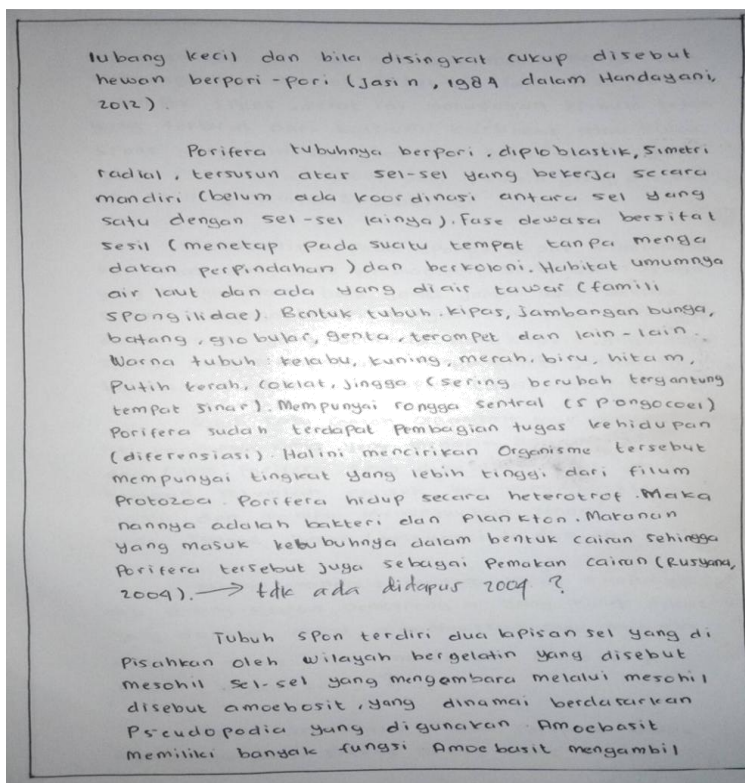 lubang kecil dan bila disingkat cukup disebut
hewan berpori-pori (Jasin, 1984 dalam Handayani,
2012).
Porifera tubuhnya berpori, diploblastik, Simetri
radial, tersusun atas sel-sel yang bekerja secara
mandiri (belum ada koordinasi antara sel yang
satu dengan sel-sel lainya). Fase dewasa bersifat
sesil (menetap pada suatu tempat tanpa menga
dakan perpindahan) dan berkoloni. Habitat umumnya
air laut dan ada yang diair tawar (famili
Spongilidae). Bentuk tubuh : kipas, jambangan bunga,
batang, globular, genta, terompet dan lain-lain.
Warna tubuh : kelabu, kuning, merah, biru, hitam,
Putih kerah, coklat, jingga (sering berubah tergantung
tempat sinar). Mempunyai rongga sentral (spongocoel)
Porifera sudah terdapat Pembagian tugas kehidupan
(diferensiasi). Hal ini mencirikan Organisme tersebut
mempunyai tingkat yang lebih tinggi dari filum
Protozoa. Porifera hidup secara heterotrof. Maka
nannya adalah bakteri dan Plankton. Makanan
yang masuk kebubuhnya dalam bentuk cairan sehingga
Porifera tersebut juga sebagai Pemakan cairan (Rusyana,
2004). → tdk ada didapus 2004 ?
Tubuh spon terdiri dua lapisan sel yang di
Pisahkan oleh wilayah bergelatin yang disebut
mesohil. Sel-sel yang mengambara melalui mesohil
disebut amoebosit, yang dinamai berdasarkan
Pseudopodia yang digunakan. Amoebasit
Memiliki banyak fungsi Amoebasit mengambil